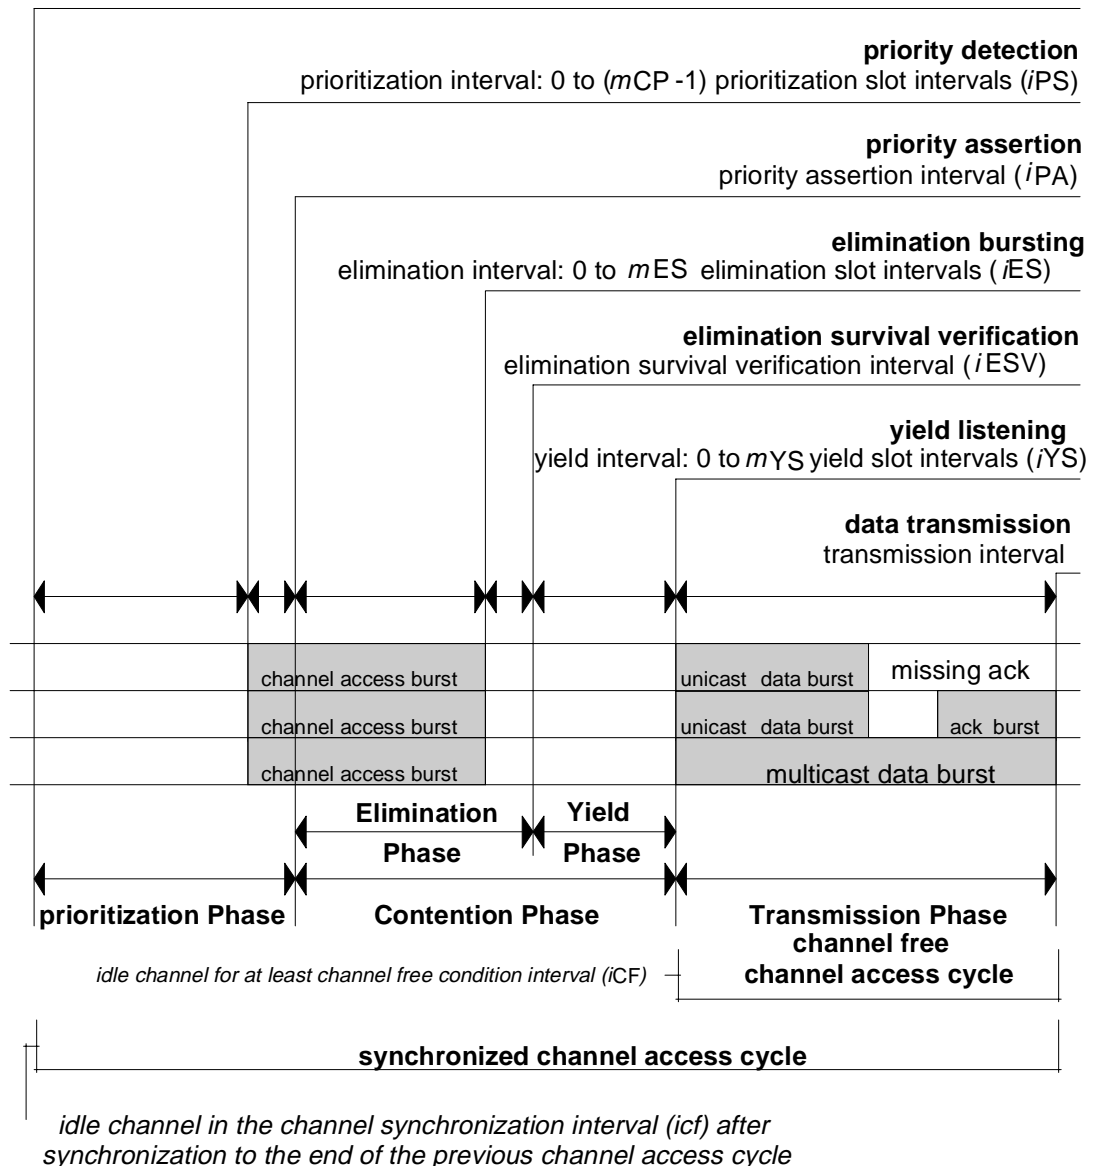 priority detection
prioritization interval: 0 to (mCP -1) prioritization slot intervals (iPS)
priority assertion
priority assertion interval (iPA)
elimination bursting
elimination interval: 0 to mES elimination slot intervals (iES)
elimination survival verification
elimination survival verification interval (iESV)
yield listening
yield interval: 0 to mYS yield slot intervals (iYS)
data transmission
transmission interval
channel access burst
unicast data burst
missing ack
channel access burst
unicast data burst
ack burst
channel access burst
multicast data burst
Elimination
Phase
Yield
Phase
prioritization Phase
Contention Phase
Transmission Phase
channel free
idle channel for at least channel free condition interval (iCF)
channel access cycle
synchronized channel access cycle
idle channel in the channel synchronization interval (icf) after
synchronization to the end of the previous channel access cycle